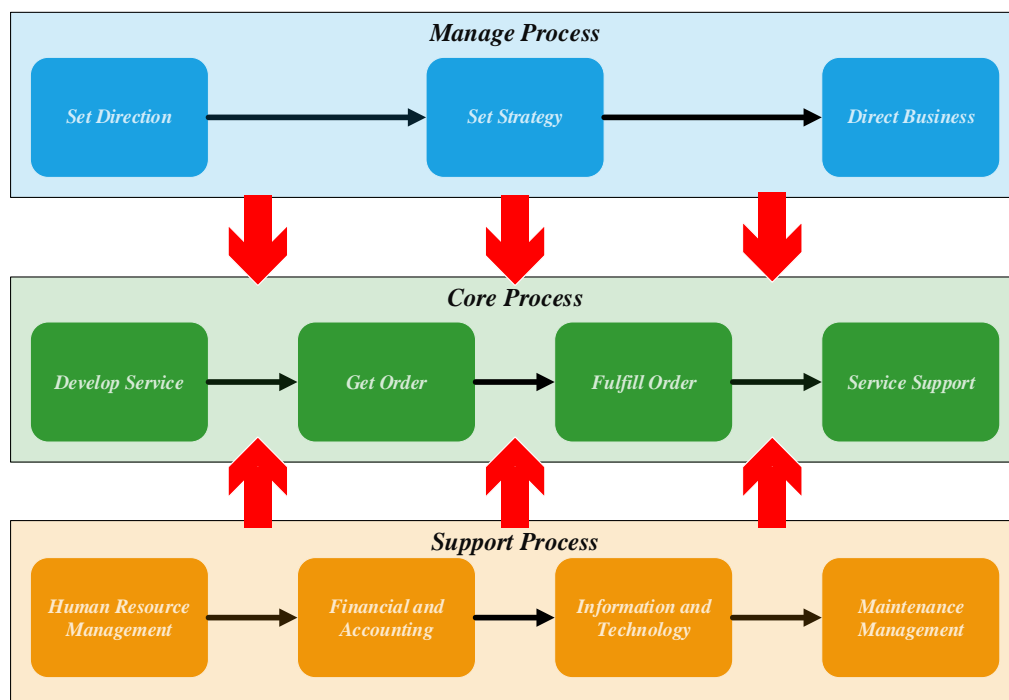 Manage Process
Set Direction
Set Strategy
Direct Business
Core Process
Develop Service
Get Order
Fulfill Order
Service Support
Support Process
Human Resource
Management
Financial and
Accounting
Information and
Technology
Maintenance
Management